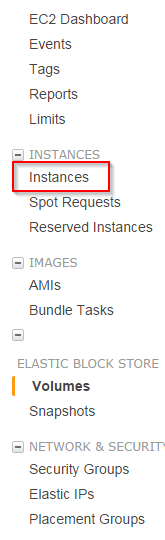 EC2 Dashboard
Events
Tags
Reports
Limits
INSTANCES
Instances
Spot Requests
Reserved Instances
IMAGES
AMIs
Bundle Tasks
ELASTIC BLOCK STORE
Volumes
Snapshots
NETWORK & SECURITY
Security Groups
Elastic IPs
Placement Groups